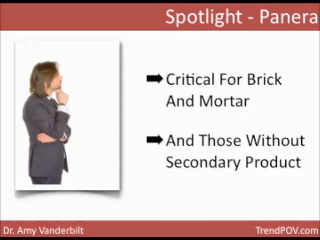 Spotlight - Panera
Critical For Brick
And Mortar
And Those Without
Secondary Product
Dr. Amy Vanderbilt
TrendPOV.com